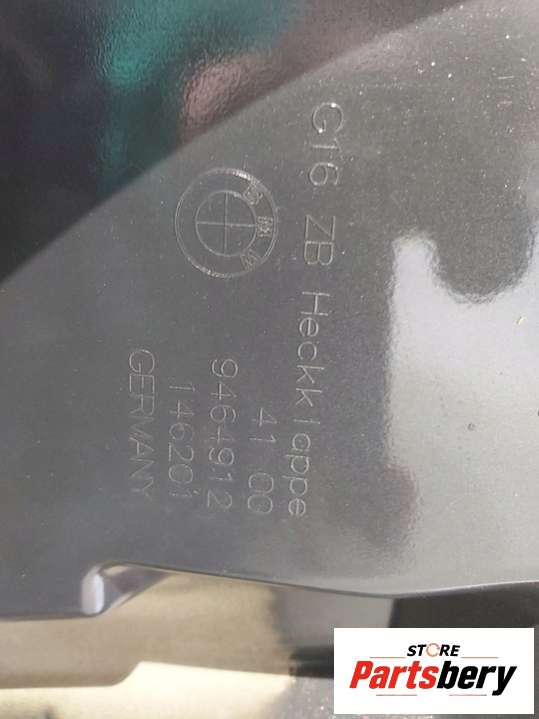 G16 ZB Heckklappe
41 00
9464912
146201
GERMANY
STORE
Partsbery